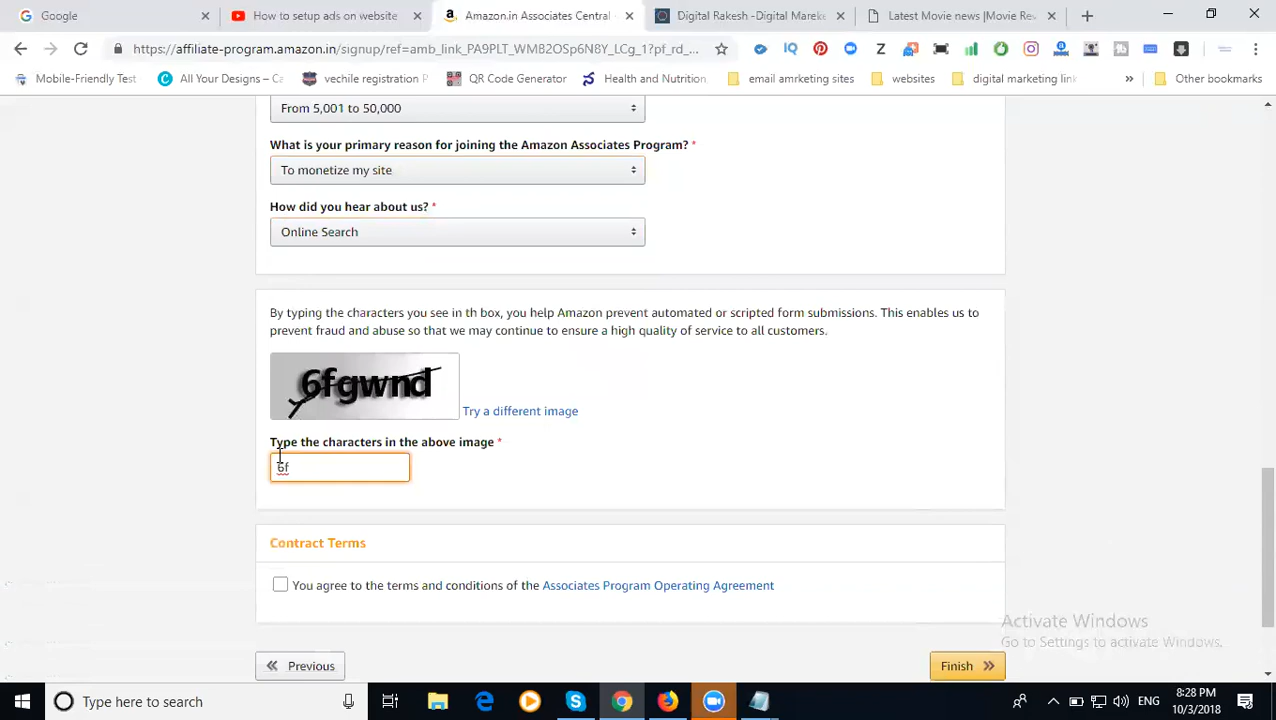 Google
How to setup ads on website
Amazon.in Associates Central -
Digital Rakesh -Digital Mareke
Latest Movie news |Movie Rev
https://affiliate-program.amazon.in/signup/ref=amb_link_PA9PLT_WM82OSp6N8Y_LCg_1?pf_rd_...
Mobile-Friendly Test
All Your Designs – Ca
vechile registration P
QR Code Generator
Health and Nutrition
email amrketing sites
websites
digital marketing link
»
Other bookmarks
From 5,001 to 50,000
What is your primary reason for joining the Amazon Associates Program? *
To monetize my site
How did you hear about us? *
Online Search
By typing the characters you see in th box, you help Amazon prevent automated or scripted form submissions. This enables us to
prevent fraud and abuse so that we may continue to ensure a high quality of service to all customers.
6fgwnd
Try a different image
Type the characters in the above image *
6f
Contract Terms
You agree to the terms and conditions of the Associates Program Operating Agreement
Activate Windows
Go to Settings to activate Windows.
Previous
Finish
Type here to search
ENG
8:28 PM
10/3/2018